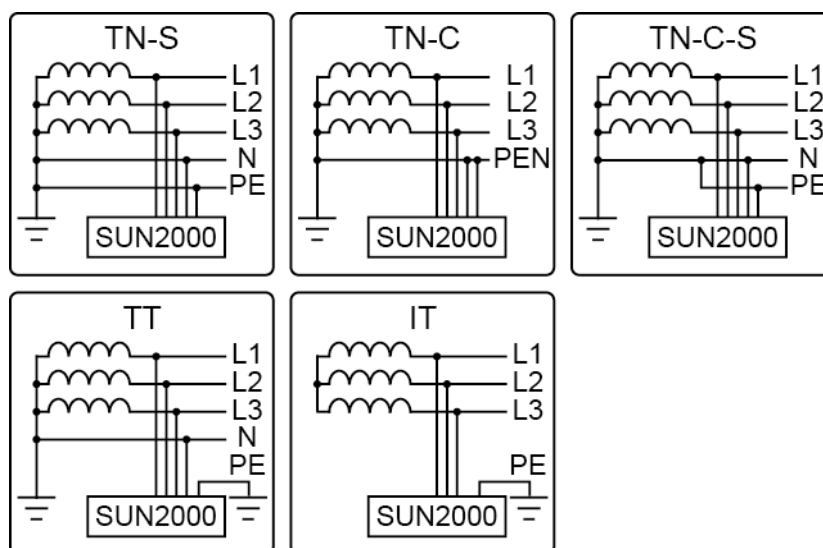 TN-S
L1
L2
L3
N
PE
SUN2000
TN-C
L1
L2
L3
PEN
SUN2000
TN-C-S
L1
L2
L3
N
PE
SUN2000
TT
L1
L2
L3
N
PE
SUN2000
IT
L1
L2
L3
PE
SUN2000